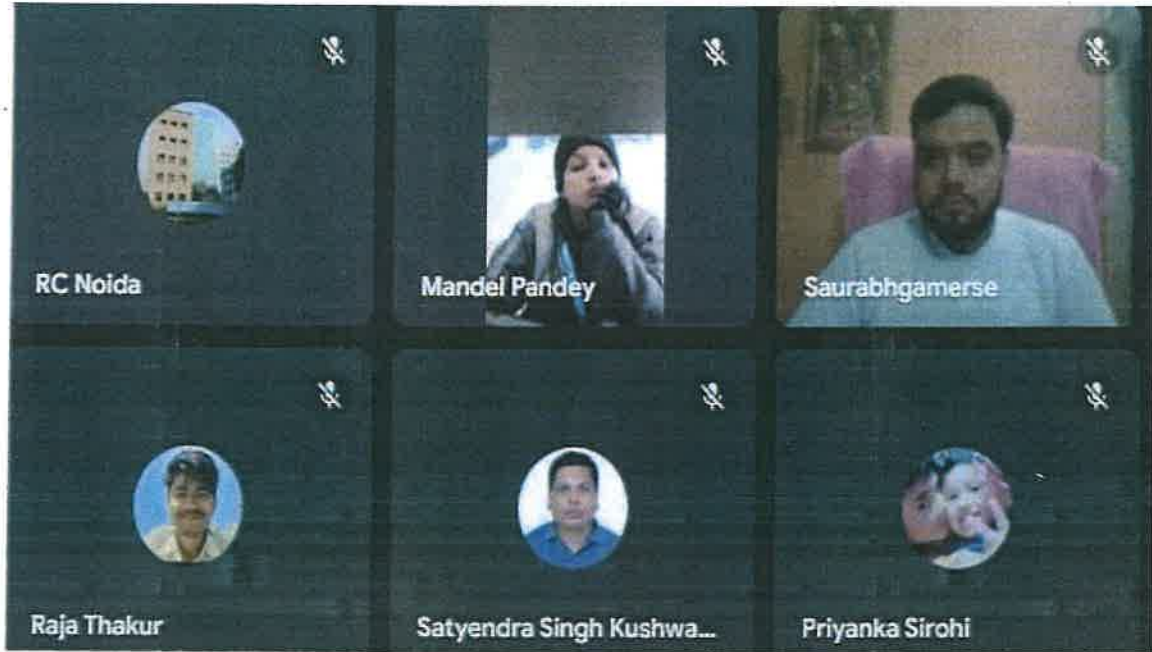 RC Noida
Mandel Pandey
Saurabhgamerse
Raja Thakur
Satyendra Singh Kushwa...
Priyanka Sirohi